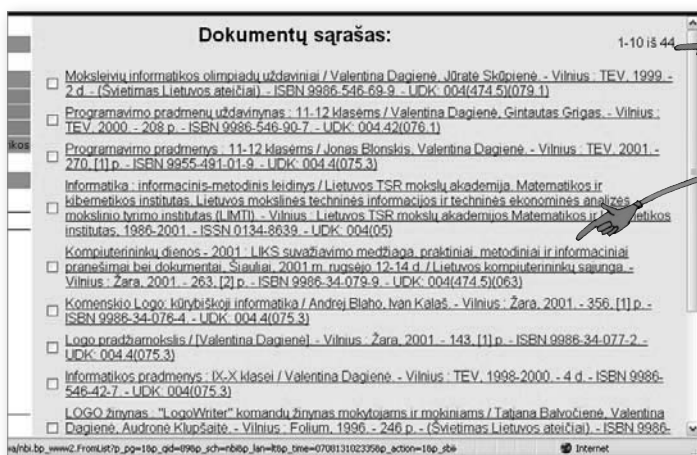 Dokumentų sąrašas:
1-10 iš 44
Moksleivių informatikos olimpiadų uždaviniai / Valentina Dagienė, Jūratė Skūpienė. - Vilnius : TEV, 1999. -
2 d. - (Švietimas Lietuvos ateičiai). - ISBN 9986-546-69-9. - UDK: 004(474.5)(079.1)
Programavimo pradmenų uždavinynas : 11-12 klasėms / Valentina Dagienė, Gintautas Grigas. - Vilnius :
TEV, 2000. - 208 p. - ISBN 9986-546-90-7. - UDK: 004.42(076.1)
Programavimo pradmenys : 11-12 klasėms / Jonas Blonskis, Valentina Dagienė. - Vilnius : TEV, 2001. -
270, [1] p. - ISBN 9955-491-01-9. - UDK: 004.4(075.3)
ikos
Informatika : informacinis-metodinis leidinys / Lietuvos TSR mokslų akademija. Matematikos ir
kibernetikos institutas, Lietuvos mokslinės techninės informacijos ir techninės ekonominės analizės
mokslinio tyrimo institutas (LIMTI). - Vilnius : Lietuvos TSR mokslų akademijos Matematikos ir
institutas, 1986-2001. - ISSN 0134-8639. - UDK: 004(05)
Kompiuterininkų dienos - 2001 : LIKS suvažiavimo medžiaga, praktiniai, metodiniai ir informaciniai
pranešimai bei dokumentai, Šiauliai, 2001 m. rugsėjo 12-14 d. / Lietuvos kompiuterininkų sąjunga. -
Vilnius : Žara, 2001. - 263, [2] p. - ISBN 9986-34-079-9. - UDK: 004(474.5)(063)
Komenskio Logo: kūrybiškoji informatika / Andrej Blaho, Ivan Kalaš. - Vilnius : Žara, 2001. - 356, [1] p. -
ISBN 9986-34-076-4. - UDK: 004.4(075.3)
Logo pradžiamokslis / [Valentina Dagienė]. - Vilnius : Žara, 2001. - 143, [1] p. - ISBN 9986-34-077-2. -
UDK: 004.4(075.3)
Informatikos pradmenys : IX-X klasei / Valentina Dagienė. - Vilnius : TEV, 1998-2000. - 4 d. - ISBN 9986-
546-42-7. - UDK: 004(075.3)
LOGO žinynas : "LogoWriter" komandų žinynas mokytojams ir mokiniams / Tatjana Balvočienė, Valentina
Dagienė, Audronė Klupšaitė. - Vilnius : Folium, 1996. - 246 p. - (Švietimas Lietuvos ateičiai). - ISBN 9986-
Internet